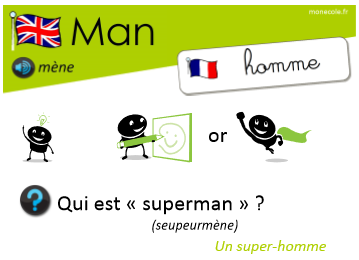 monecole.fr
Man
mène
homme
or
Qui est « superman » ?
(seupeurmène)
Un super-homme